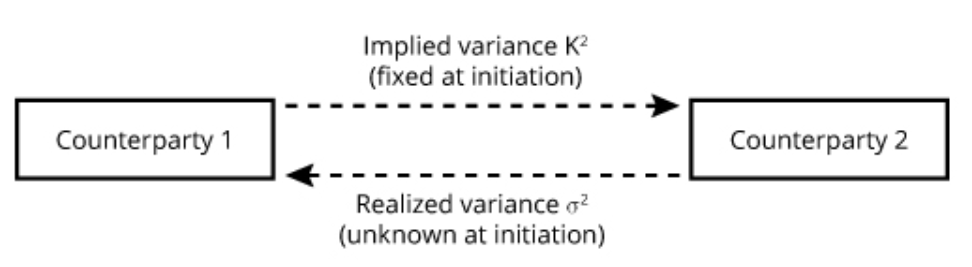 Implied variance K²
(fixed at initiation)
Counterparty 1
Counterparty 2
Realized variance σ²
(unknown at initiation)